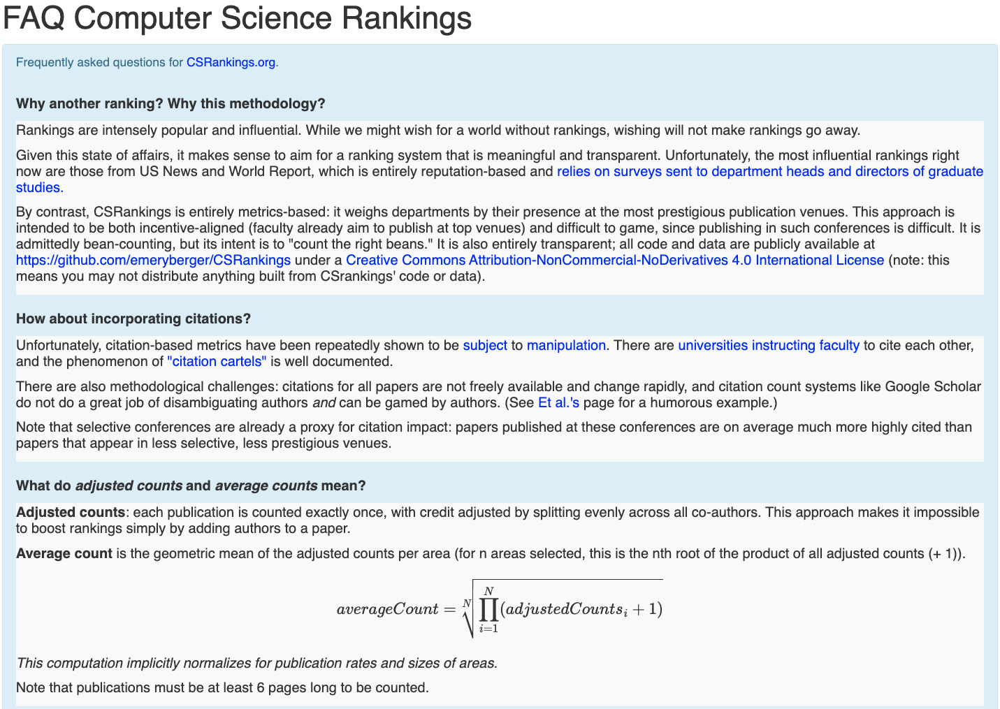 FAQ Computer Science Rankings
Frequently asked questions for CSRankings.org.
Why another ranking? Why this methodology?
Rankings are intensely popular and influential. While we might wish for a world without rankings, wishing will not make rankings go away.
Given this state of affairs, it makes sense to aim for a ranking system that is meaningful and transparent. Unfortunately, the most influential rankings right
now are those from US News and World Report, which is entirely reputation-based and relies on surveys sent to department heads and directors of graduate
studies.
By contrast, CSRankings is entirely metrics-based: it weighs departments by their presence at the most prestigious publication venues. This approach is
intended to be both incentive-aligned (faculty already aim to publish at top venues) and difficult to game, since publishing in such conferences is difficult. It is
admittedly bean-counting, but its intent is to "count the right beans." It is also entirely transparent; all code and data are publicly available at
https://github.com/emeryberger/CSRankings under a Creative Commons Attribution-NonCommercial-NoDerivatives 4.0 International License (note: this
means you may not distribute anything built from CSrankings' code or data).
How about incorporating citations?
Unfortunately, citation-based metrics have been repeatedly shown to be subject to manipulation. There are universities instructing faculty to cite each other,
and the phenomenon of "citation cartels" is well documented.
There are also methodological challenges: citations for all papers are not freely available and change rapidly, and citation count systems like Google Scholar
do not do a great job of disambiguating authors and can be gamed by authors. (See Et al.'s page for a humorous example.)
Note that selective conferences are already a proxy for citation impact: papers published at these conferences are on average much more highly cited than
papers that appear in less selective, less prestigious venues.
What do adjusted counts and average counts mean?
Adjusted counts: each publication is counted exactly once, with credit adjusted by splitting evenly across all co-authors. This approach makes it impossible
to boost rankings simply by adding authors to a paper.
Average count is the geometric mean of the adjusted counts per area (for n areas selected, this is the nth root of the product of all adjusted counts (+ 1)).
averageCount = \sqrt[N]{\prod_{i=1}^{N}(adjustedCounts_i + 1)}
This computation implicitly normalizes for publication rates and sizes of areas.
Note that publications must be at least 6 pages long to be counted.